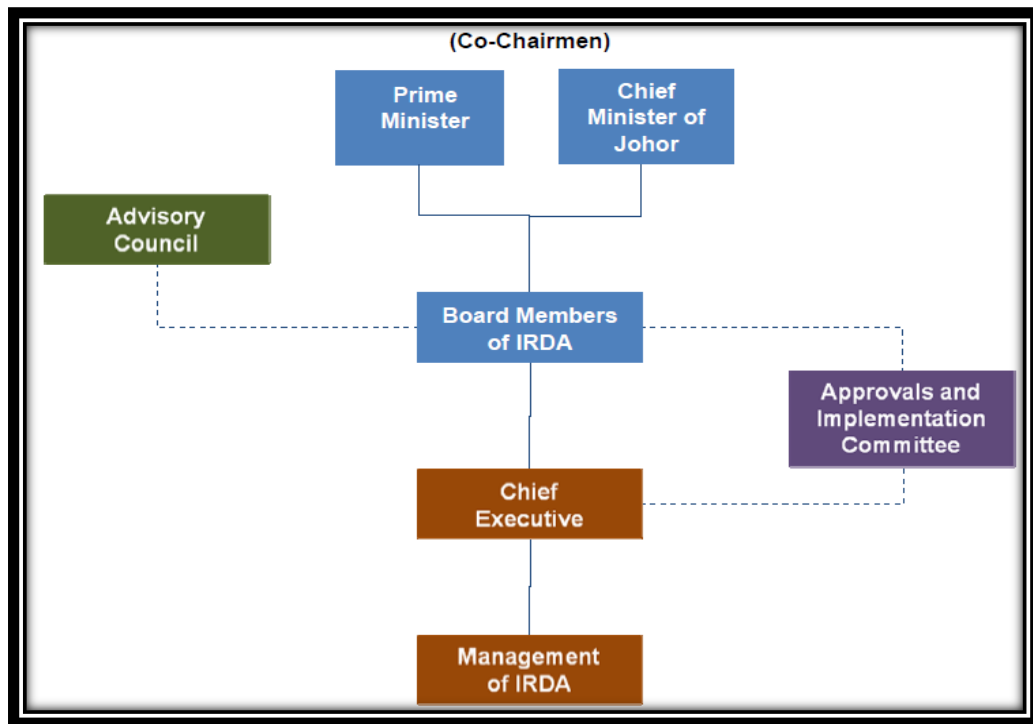 (Co-Chairmen)
Prime
Minister
Chief
Minister of
Johor
Advisory
Council
Board Members
of IRDA
Approvals and
Implementation
Committee
Chief
Executive
Management
of IRDA